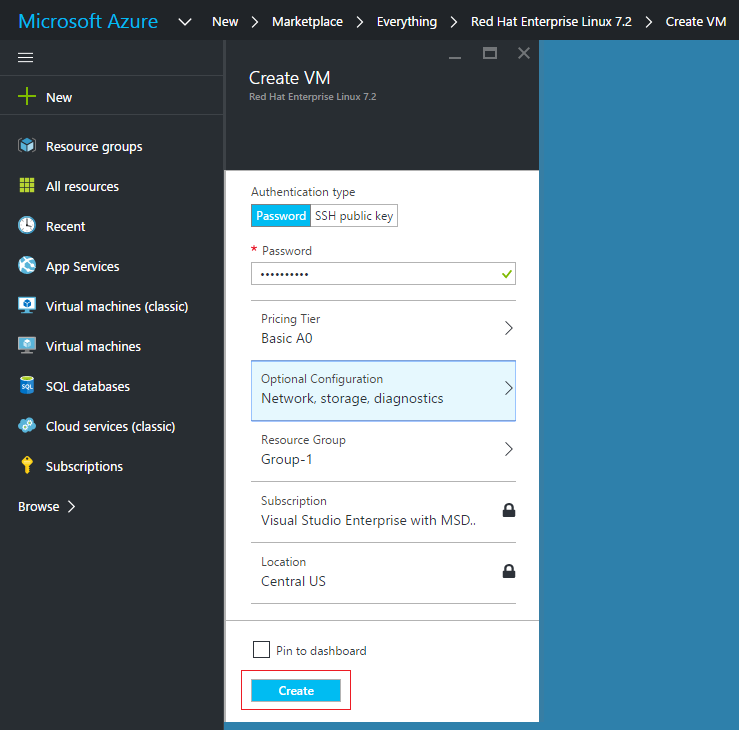 Microsoft Azure New Marketplace Everything Red Hat Enterprise Linux 7.2 Create VM
New
Resource groups
All resources
Recent
App Services
Virtual machines (classic)
Virtual machines
SQL
SQL databases
Cloud services (classic)
Subscriptions
Browse
Create VM
Red Hat Enterprise Linux 7.2
Authentication type
Password SSH public key
* Password
••••••••••
Pricing Tier
Basic A0
Optional Configuration
Network, storage, diagnostics
Resource Group
Group-1
Subscription
Visual Studio Enterprise with MSD..
Location
Central US
Pin to dashboard
Create